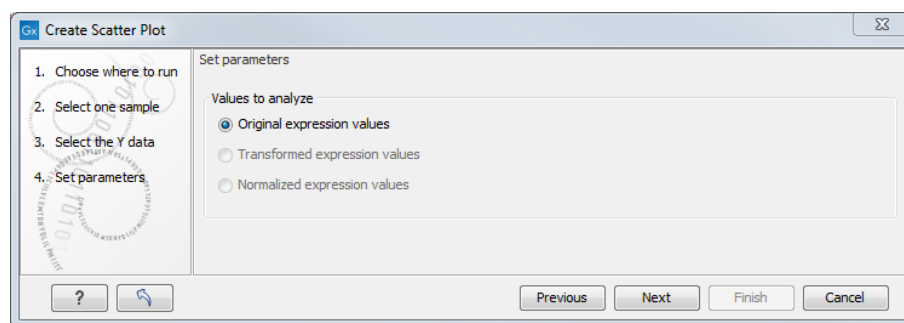 Gx Create Scatter Plot
1. Choose where to run
2. Select one sample
3. Select the Y data
4. Set parameters
Set parameters
Values to analyze
Original expression values
Transformed expression values
Normalized expression values
?
Previous Next Finish Cancel